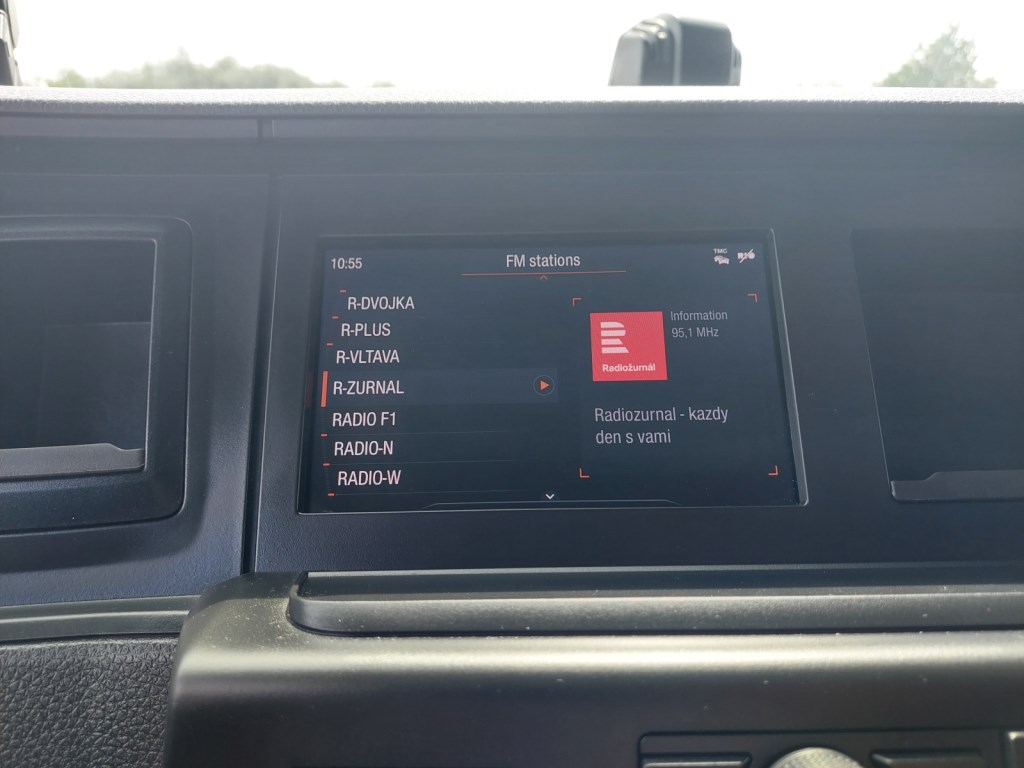 10:55
FM stations
TMC
R-DVOJKA
R-PLUS
R-VLTAVA
R-ZURNAL
RADIO F1
RADIO-N
RADIO-W
Radiožurnál
Information
95,1 MHz
Radiozurnal - kazdy
den s vami